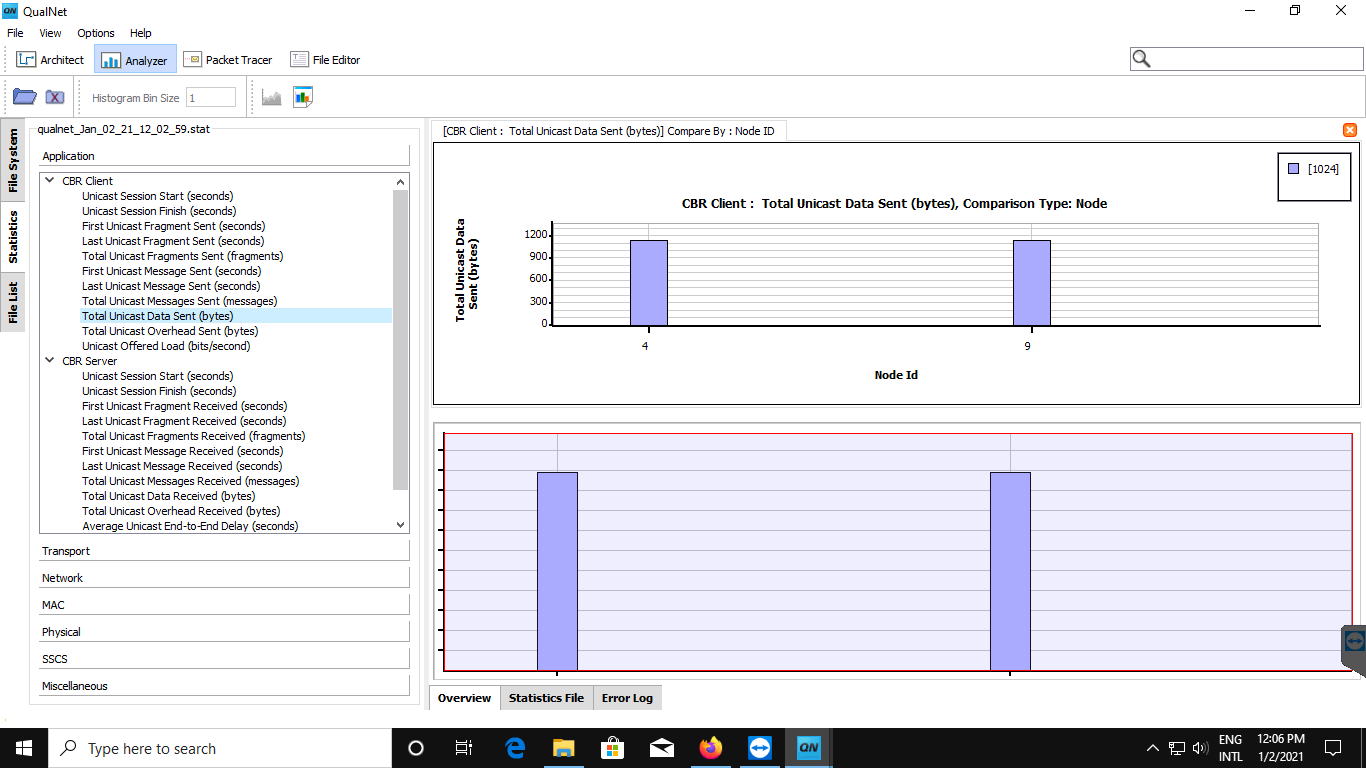 QN QualNet
File View Options Help
Architect Analyzer Packet Tracer File Editor
Histogram Bin Size 1
File System
Statistics
File List
qualnet_Jan_02_21_12_02_59.stat
Application
CBR Client
Unicast Session Start (seconds)
Unicast Session Finish (seconds)
First Unicast Fragment Sent (seconds)
Last Unicast Fragment Sent (seconds)
Total Unicast Fragments Sent (fragments)
First Unicast Message Sent (seconds)
Last Unicast Message Sent (seconds)
Total Unicast Messages Sent (messages)
Total Unicast Data Sent (bytes)
Total Unicast Overhead Sent (bytes)
Unicast Offered Load (bits/second)
CBR Server
Unicast Session Start (seconds)
Unicast Session Finish (seconds)
First Unicast Fragment Received (seconds)
Last Unicast Fragment Received (seconds)
Total Unicast Fragments Received (fragments)
First Unicast Message Received (seconds)
Last Unicast Message Received (seconds)
Total Unicast Messages Received (messages)
Total Unicast Data Received (bytes)
Total Unicast Overhead Received (bytes)
Average Unicast End-to-End Delay (seconds)
Transport
Network
MAC
Physical
SSCS
Miscellaneous
[CBR Client : Total Unicast Data Sent (bytes)] Compare By : Node ID
[1024]
CBR Client : Total Unicast Data Sent (bytes), Comparison Type: Node
Total Unicast Data
Sent (bytes)
1200
900
600
300
0
4 9
Node Id
Overview Statistics File Error Log
Type here to search
QN
ENG
INTL
12:06 PM
1/2/2021